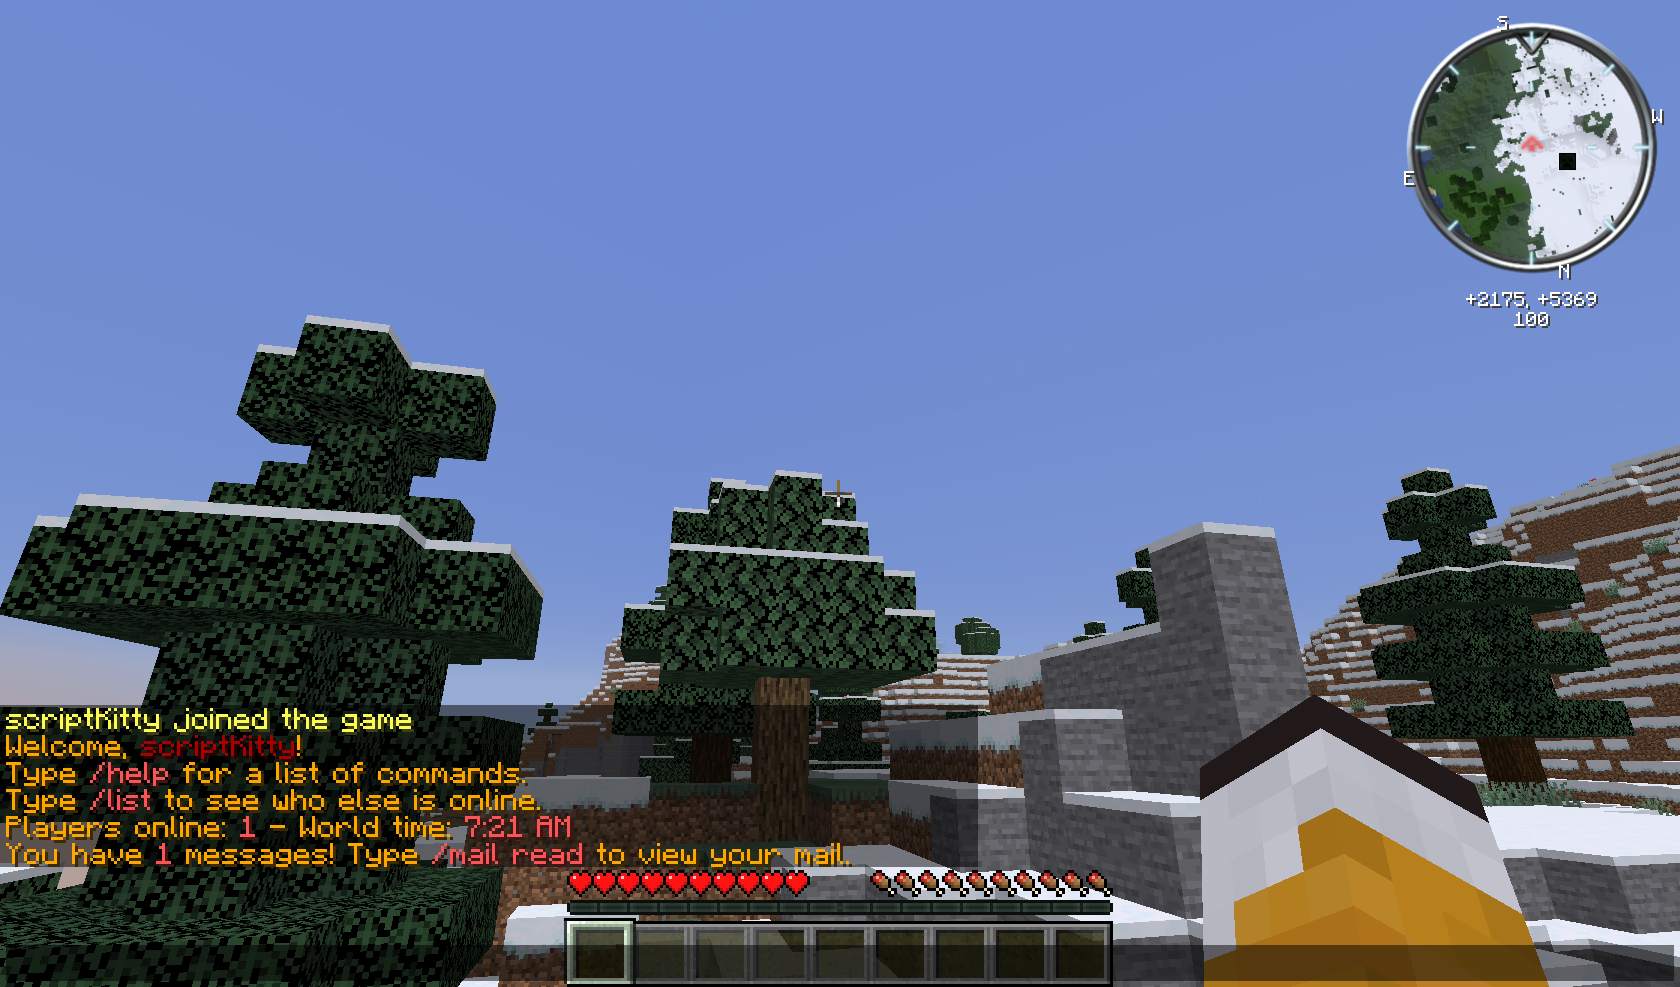 S
W
E
N
+2175, +5369
100
scriptKitty joined the game
Welcome, scriptKitty!
Type /help for a list of commands.
Type /list to see who else is online.
Players online: 1 - World time: 7:21 AM
You have 1 messages! Type /mail read to view your mail.